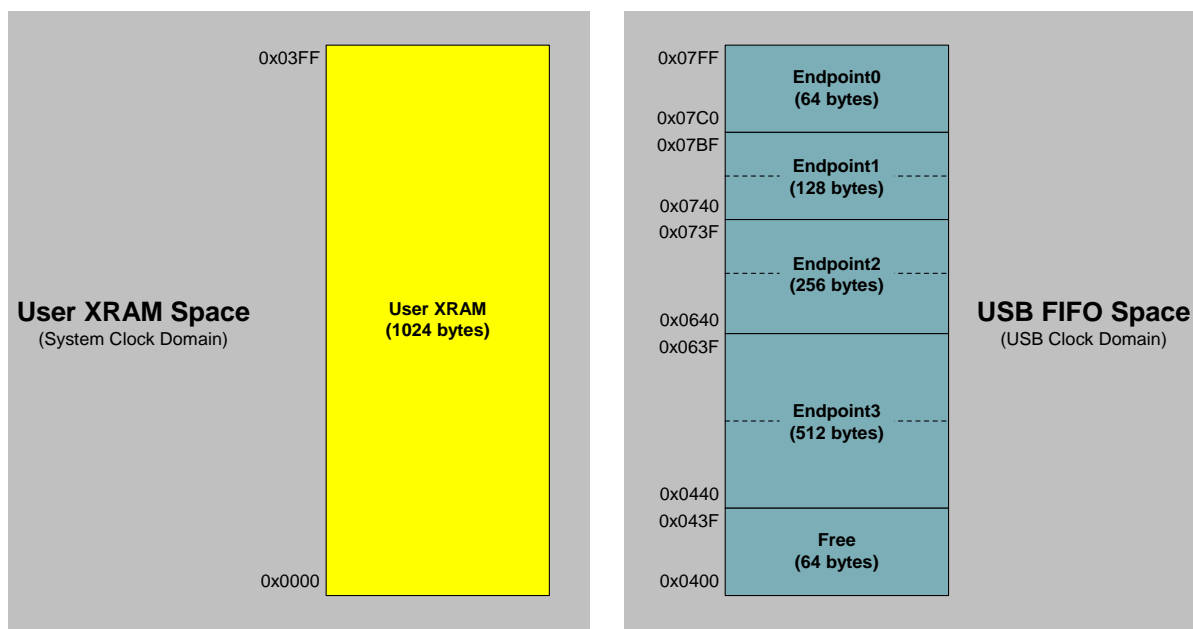 0x03FF
User XRAM Space
(System Clock Domain)
User XRAM
(1024 bytes)
0x0000
0x07FF
Endpoint0
(64 bytes)
0x07C0
0x07BF
Endpoint1
(128 bytes)
0x0740
0x073F
Endpoint2
(256 bytes)
0x0640
0x063F
Endpoint3
(512 bytes)
0x0440
0x043F
Free
(64 bytes)
0x0400
USB FIFO Space
(USB Clock Domain)